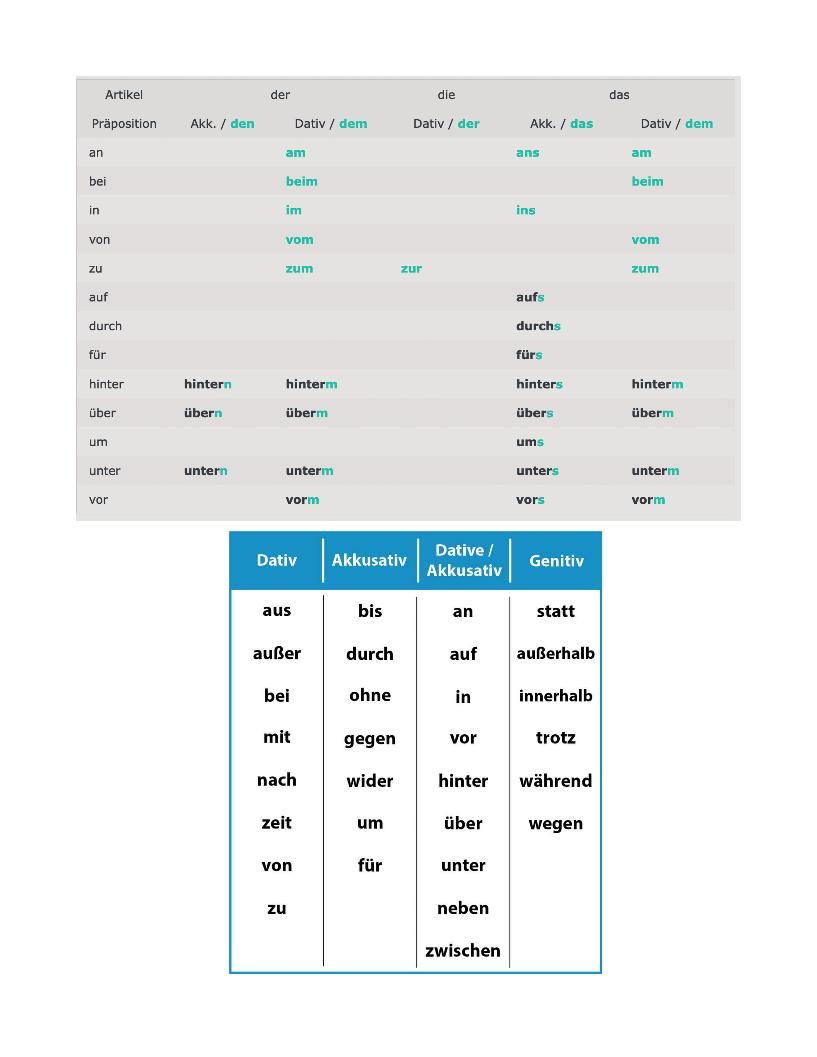 Artikel der die das
Präposition Akk. / den Dativ / dem Dativ / der Akk. / das Dativ / dem
an am ans am
bei beim beim
in im ins
von vom vom
zu zum zur zum
auf aufs
durch durchs
für fürs
hinter hintern hinterm hinters hinterm
über übern überm übers überm
um ums
unter untern unterm unters unterm
vor vorm vors vorm
Dativ Akkusativ Dative / Akkusativ Genitiv
aus bis an statt
außer durch auf außerhalb
bei ohne in innerhalb
mit gegen vor trotz
nach wider hinter während
zeit um über wegen
von für unter
zu neben
zwischen